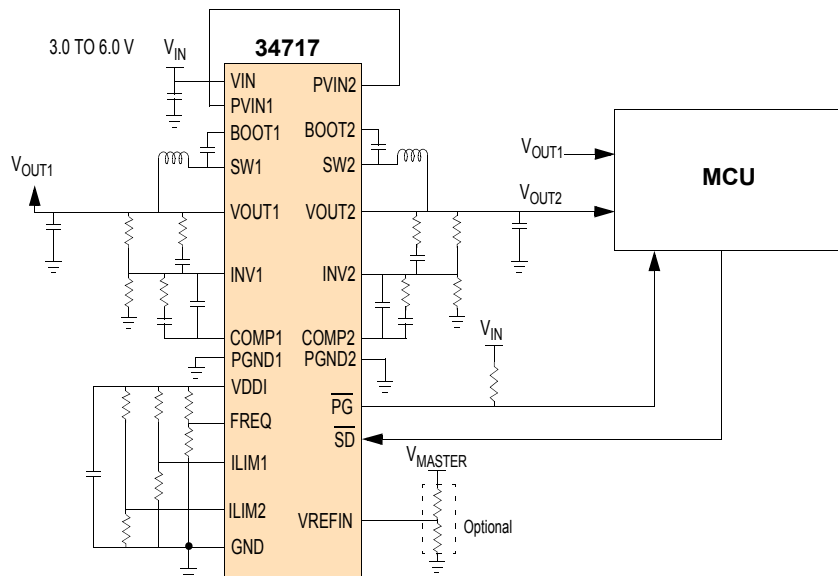 3.0 TO 6.0 V
VIN
34717
VIN
PVIN1
PVIN2
BOOT1
BOOT2
SW1
SW2
VOUT1
VOUT1
VOUT2
INV1
INV2
COMP1
COMP2
PGND1
PGND2
VDDI
FREQ
ILIM1
ILIM2
GND
PG
SD
VREFIN
VOUT1
VOUT2
MCU
VIN
VMASTER
Optional